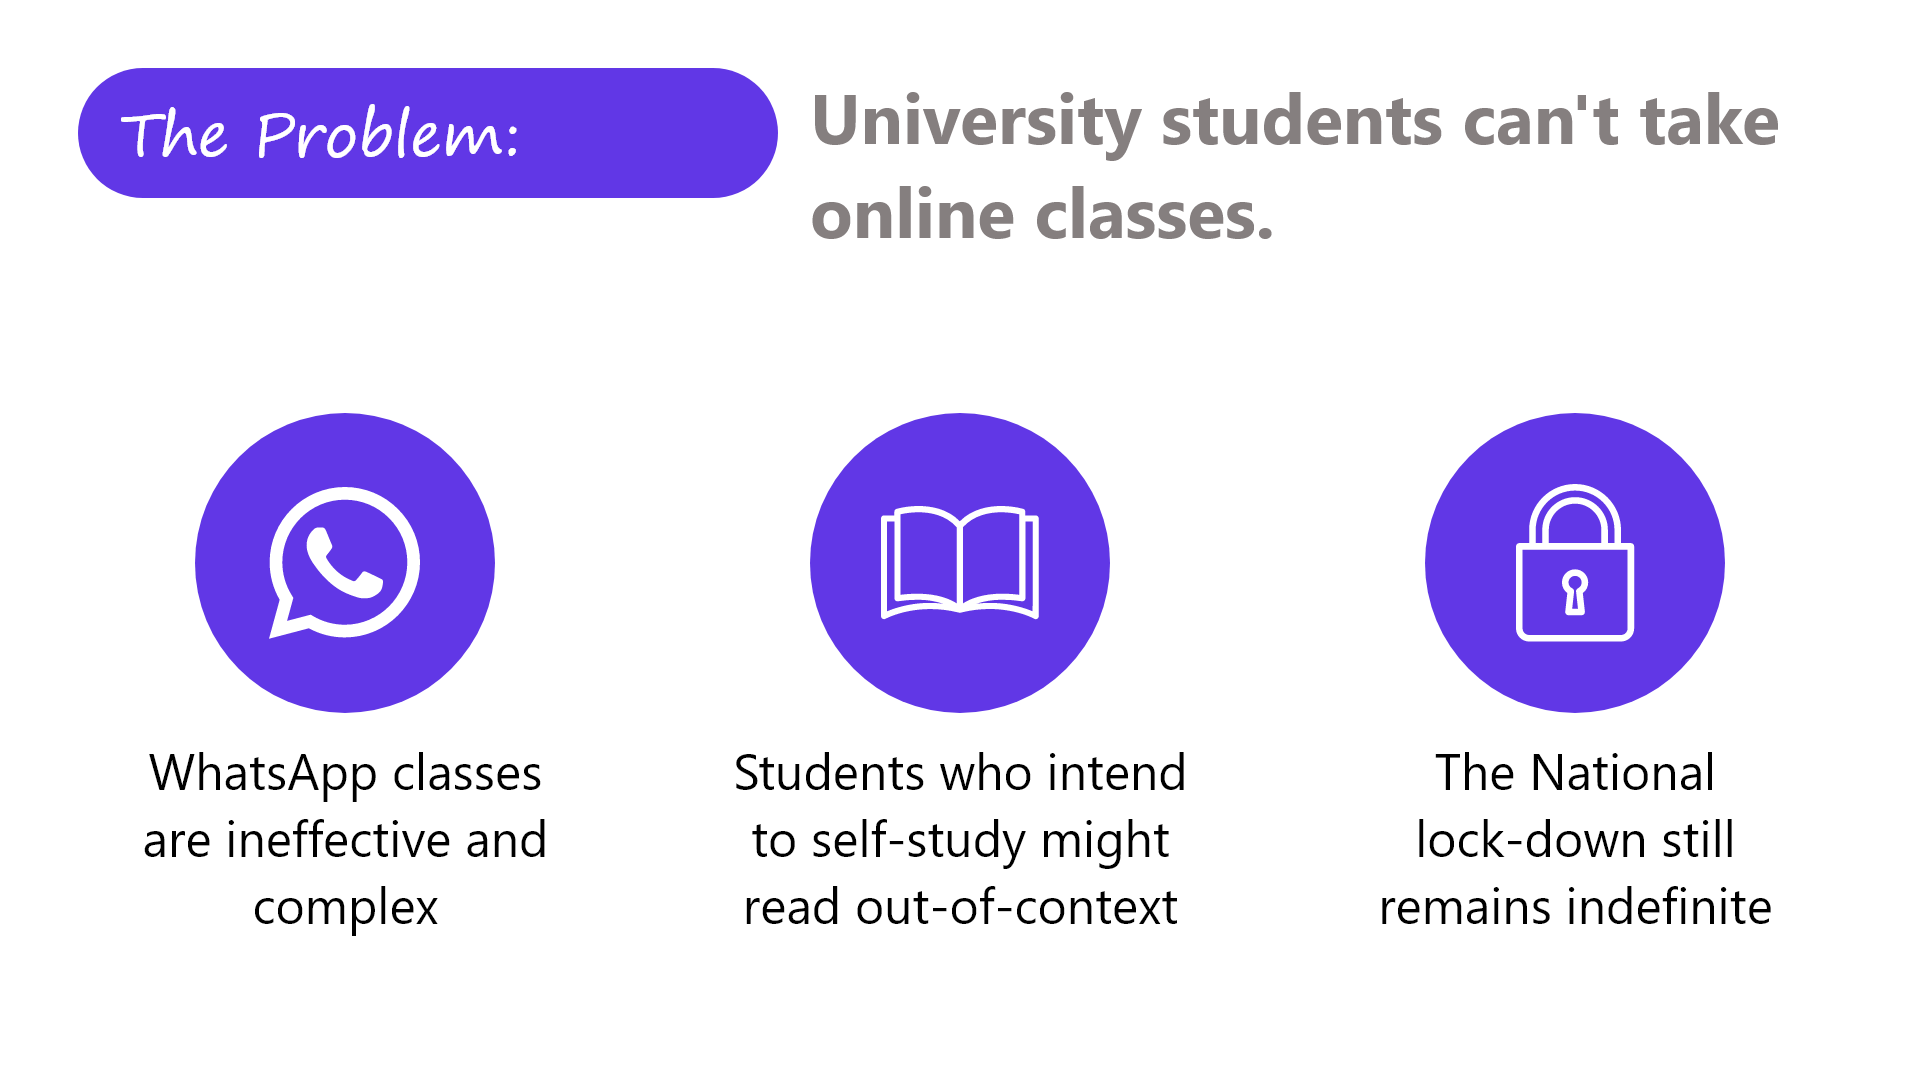 The Problem:
University students can't take
online classes.
WhatsApp classes
are ineffective and
complex
Students who intend
to self-study might
read out-of-context
The National
lock-down still
remains indefinite